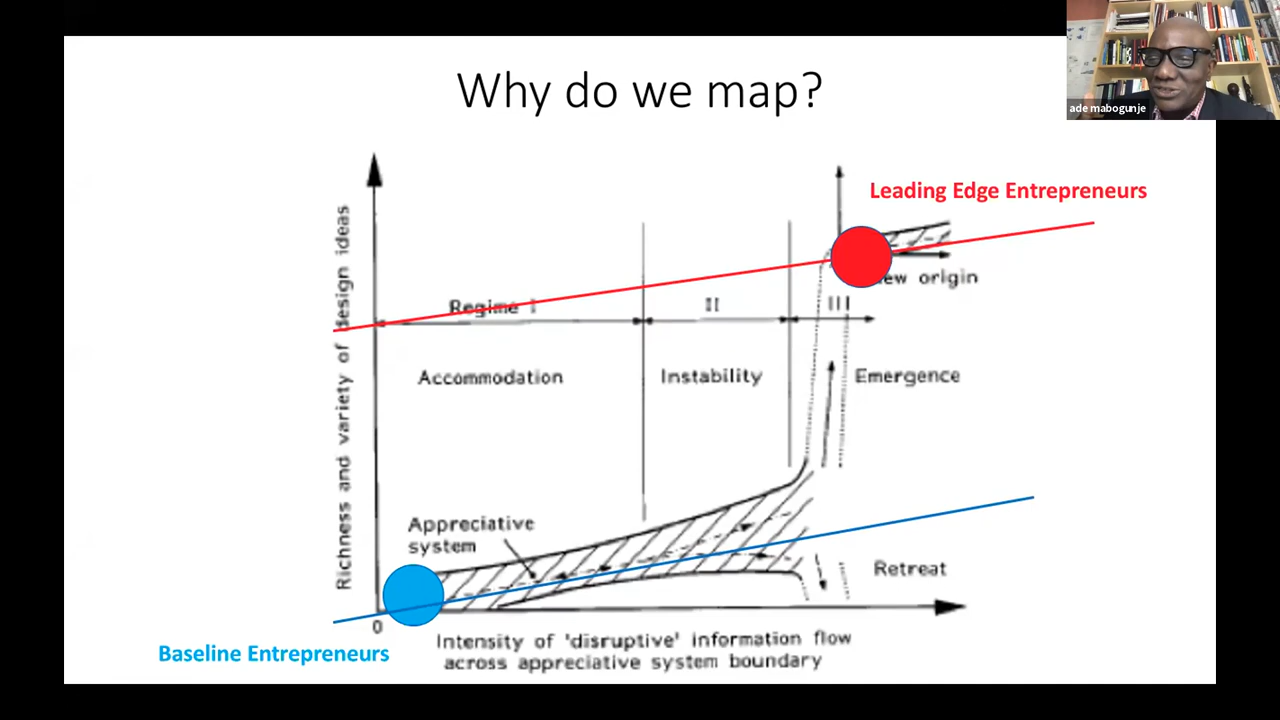 Why do we map?
ade mabogunje
Leading Edge Entrepreneurs
Richness and variety of design ideas
ew origin
Regime I
II
III
Accommodation
Instability
Emergence
Appreciative
system
Retreat
0
Intensity of 'disruptive' information flow
across appreciative system boundary
Baseline Entrepreneurs